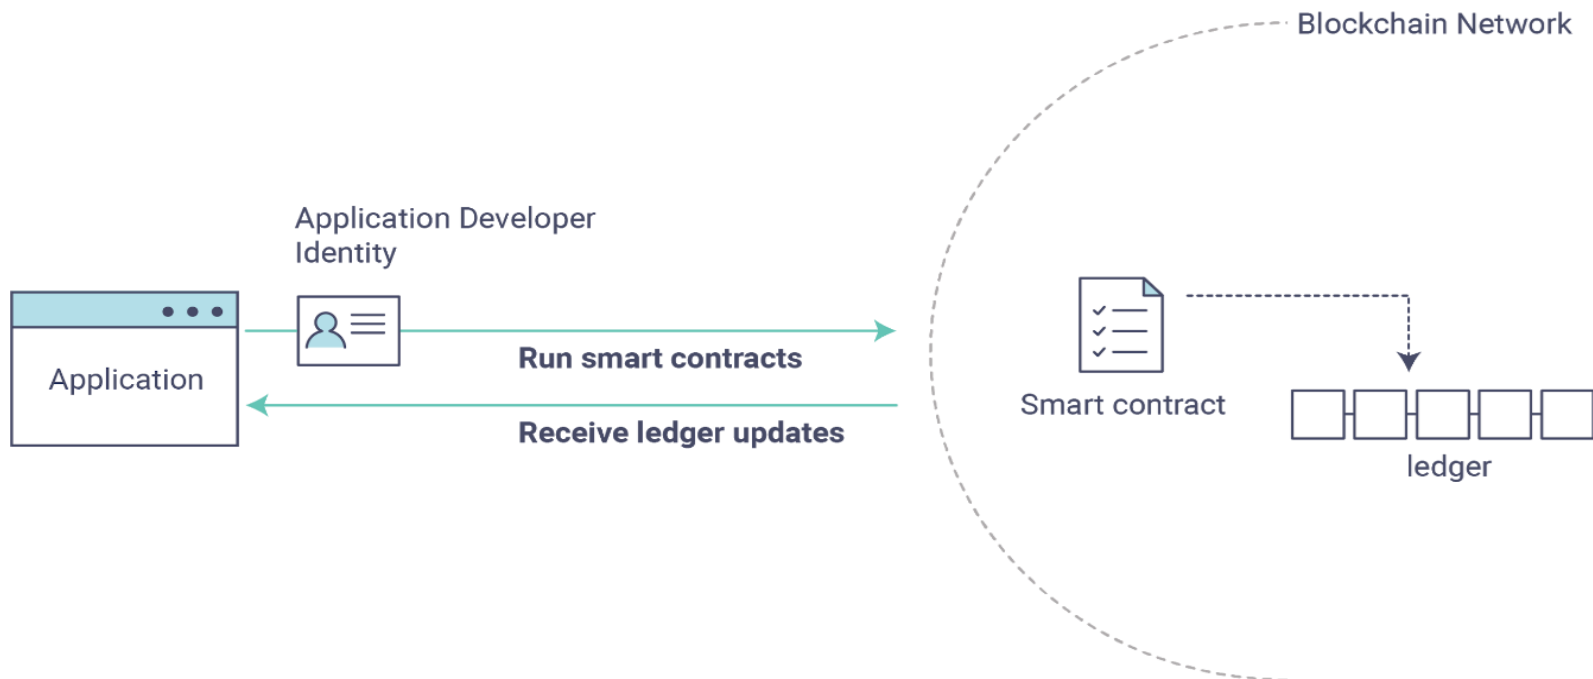 Blockchain Network
Application Developer
Identity
Application
Run smart contracts
Receive ledger updates
Smart contract
ledger